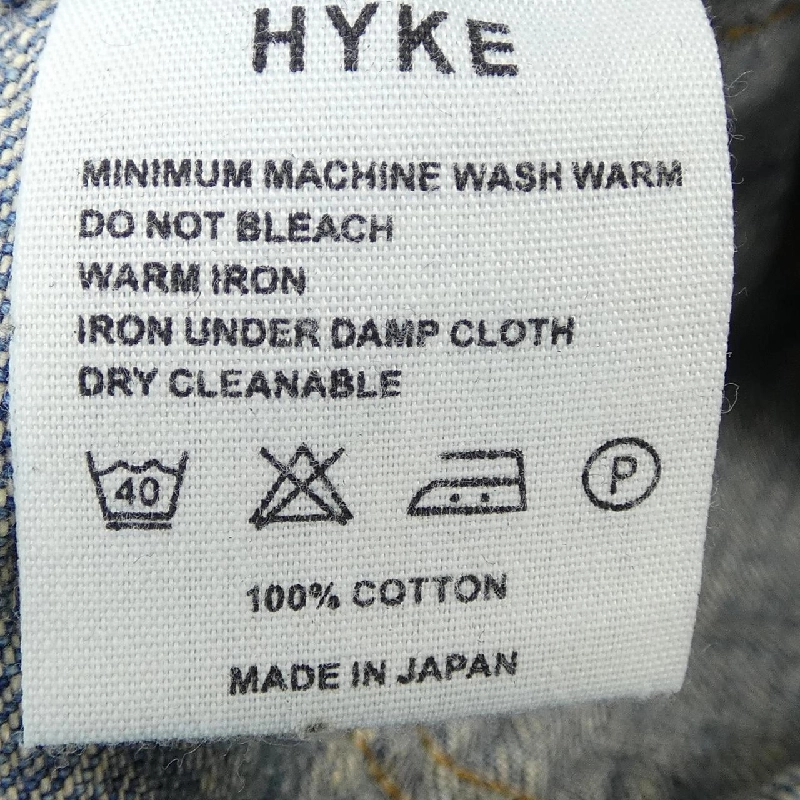 HYKE
MINIMUM MACHINE WASH WARM
DO NOT BLEACH
WARM IRON
IRON UNDER DAMP CLOTH
DRY CLEANABLE
40 P
100% COTTON
MADE IN JAPAN